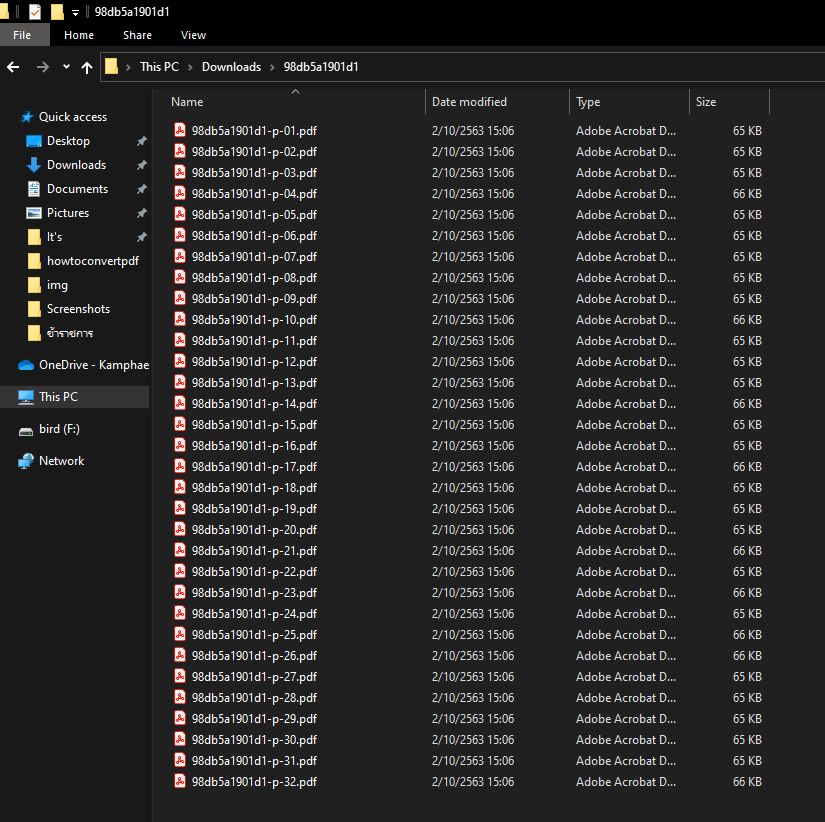 98db5a1901d1
File Home Share View
This PC Downloads 98db5a1901d1
Name Date modified Type Size
Quick access
Desktop
Downloads
Documents
Pictures
It's
howtoconvertpdf
img
Screenshots
ข้าราชการ
OneDrive - Kamphae
This PC
bird (F:)
Network
98db5a1901d1-p-01.pdf 2/10/2563 15:06 Adobe Acrobat D... 65 KB
98db5a1901d1-p-02.pdf 2/10/2563 15:06 Adobe Acrobat D... 65 KB
98db5a1901d1-p-03.pdf 2/10/2563 15:06 Adobe Acrobat D... 65 KB
98db5a1901d1-p-04.pdf 2/10/2563 15:06 Adobe Acrobat D... 66 KB
98db5a1901d1-p-05.pdf 2/10/2563 15:06 Adobe Acrobat D... 65 KB
98db5a1901d1-p-06.pdf 2/10/2563 15:06 Adobe Acrobat D... 65 KB
98db5a1901d1-p-07.pdf 2/10/2563 15:06 Adobe Acrobat D... 65 KB
98db5a1901d1-p-08.pdf 2/10/2563 15:06 Adobe Acrobat D... 65 KB
98db5a1901d1-p-09.pdf 2/10/2563 15:06 Adobe Acrobat D... 65 KB
98db5a1901d1-p-10.pdf 2/10/2563 15:06 Adobe Acrobat D... 66 KB
98db5a1901d1-p-11.pdf 2/10/2563 15:06 Adobe Acrobat D... 65 KB
98db5a1901d1-p-12.pdf 2/10/2563 15:06 Adobe Acrobat D... 65 KB
98db5a1901d1-p-13.pdf 2/10/2563 15:06 Adobe Acrobat D... 65 KB
98db5a1901d1-p-14.pdf 2/10/2563 15:06 Adobe Acrobat D... 66 KB
98db5a1901d1-p-15.pdf 2/10/2563 15:06 Adobe Acrobat D... 65 KB
98db5a1901d1-p-16.pdf 2/10/2563 15:06 Adobe Acrobat D... 65 KB
98db5a1901d1-p-17.pdf 2/10/2563 15:06 Adobe Acrobat D... 66 KB
98db5a1901d1-p-18.pdf 2/10/2563 15:06 Adobe Acrobat D... 65 KB
98db5a1901d1-p-19.pdf 2/10/2563 15:06 Adobe Acrobat D... 65 KB
98db5a1901d1-p-20.pdf 2/10/2563 15:06 Adobe Acrobat D... 65 KB
98db5a1901d1-p-21.pdf 2/10/2563 15:06 Adobe Acrobat D... 66 KB
98db5a1901d1-p-22.pdf 2/10/2563 15:06 Adobe Acrobat D... 65 KB
98db5a1901d1-p-23.pdf 2/10/2563 15:06 Adobe Acrobat D... 66 KB
98db5a1901d1-p-24.pdf 2/10/2563 15:06 Adobe Acrobat D... 65 KB
98db5a1901d1-p-25.pdf 2/10/2563 15:06 Adobe Acrobat D... 66 KB
98db5a1901d1-p-26.pdf 2/10/2563 15:06 Adobe Acrobat D... 66 KB
98db5a1901d1-p-27.pdf 2/10/2563 15:06 Adobe Acrobat D... 65 KB
98db5a1901d1-p-28.pdf 2/10/2563 15:06 Adobe Acrobat D... 65 KB
98db5a1901d1-p-29.pdf 2/10/2563 15:06 Adobe Acrobat D... 65 KB
98db5a1901d1-p-30.pdf 2/10/2563 15:06 Adobe Acrobat D... 65 KB
98db5a1901d1-p-31.pdf 2/10/2563 15:06 Adobe Acrobat D... 65 KB
98db5a1901d1-p-32.pdf 2/10/2563 15:06 Adobe Acrobat D... 66 KB